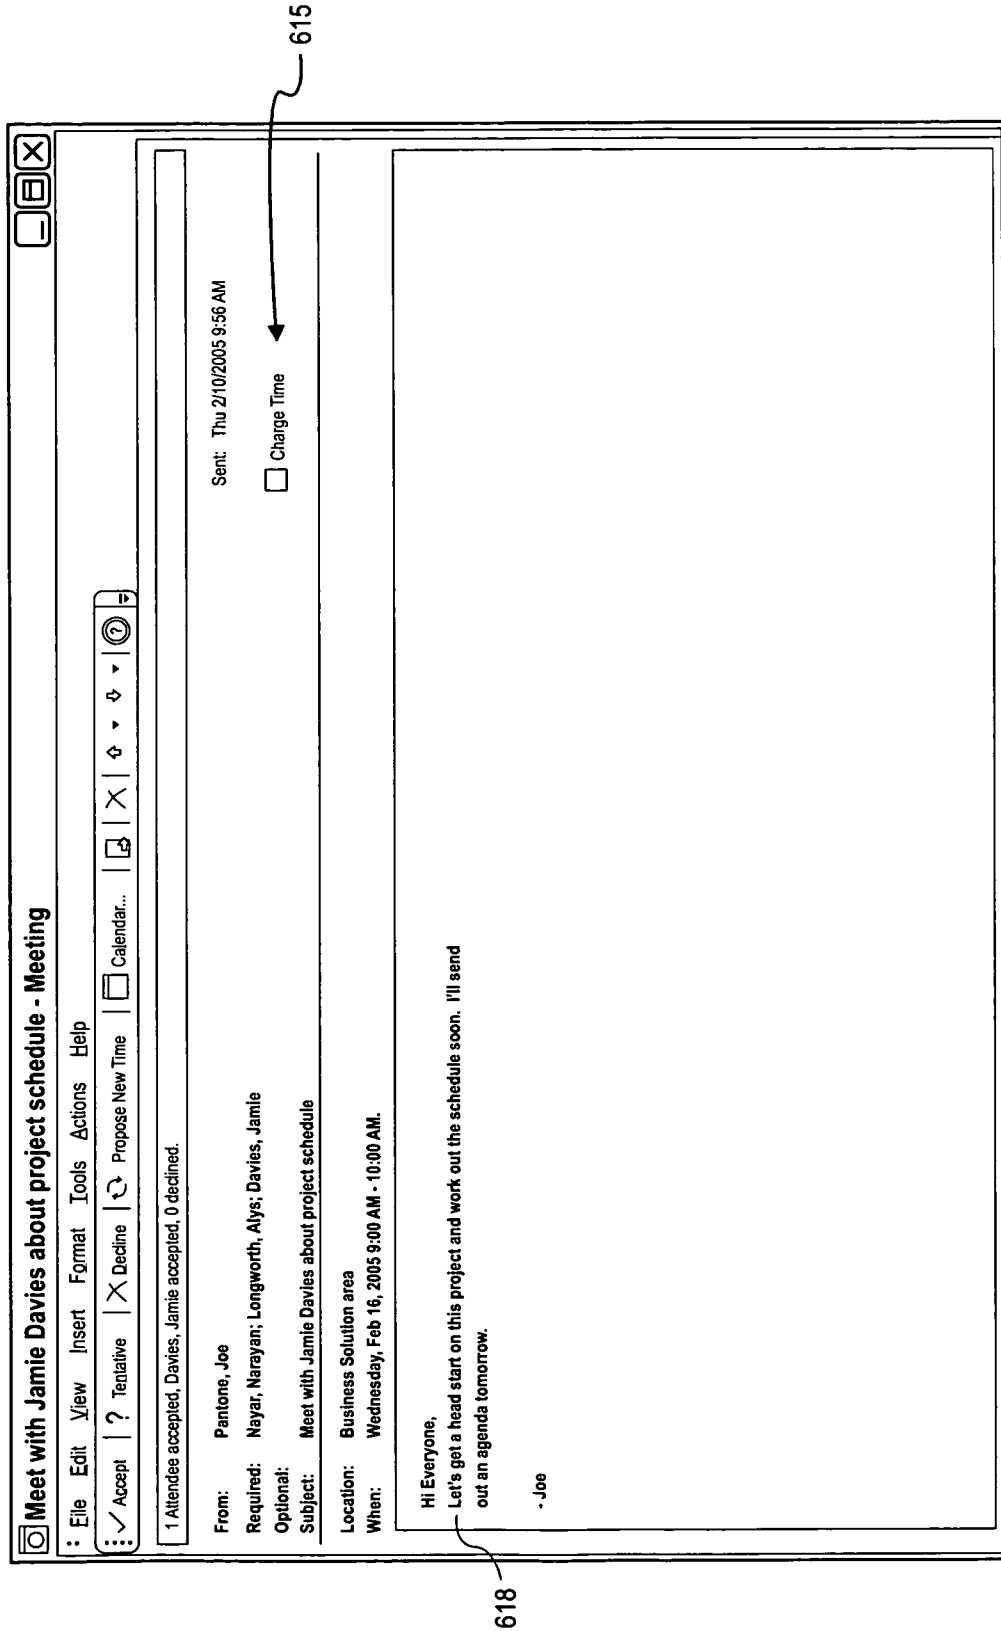 Meet with Jamie Davies about project schedule - Meeting
File Edit View Insert Format Tools Actions Help
Accept ? Tentative Decline Propose New Time Calendar... ?
1 Attendee accepted, Davies, Jamie accepted, 0 declined.
From: Pantone, Joe Sent: Thu 2/10/2005 9:56 AM
Required: Nayar, Narayan; Longworth, Alys; Davies, Jamie
Optional: Charge Time
Subject: Meet with Jamie Davies about project schedule
615
Location: Business Solution area
When: Wednesday, Feb 16, 2005 9:00 AM - 10:00 AM.
Hi Everyone,
Let's get a head start on this project and work out the schedule soon. I'll send
out an agenda tomorrow.
- Joe
618